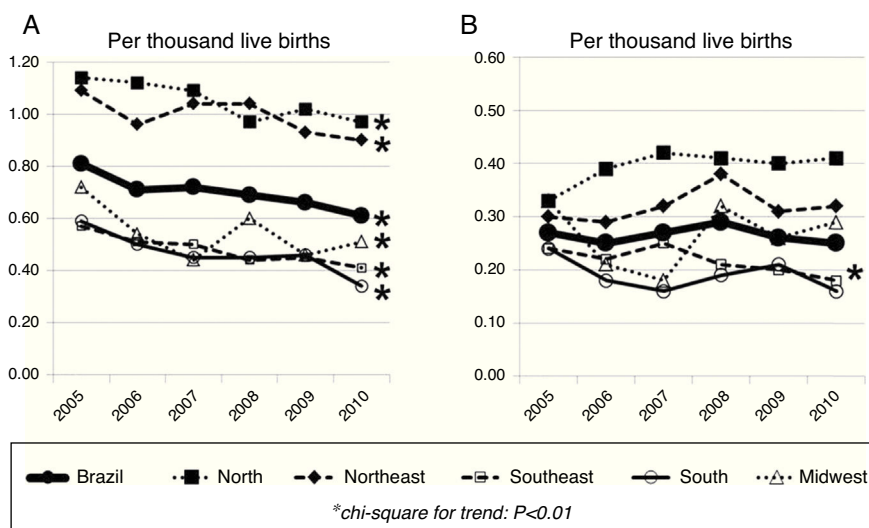 A
Per thousand live births
1.20
1.00
0.80
0.60
0.40
0.20
0.00
* * * * * *
2005 2006 2007 2008 2009 2010
B
Per thousand live births
0.60
0.50
0.40
0.30
0.20
0.10
0.00
*
2005 2006 2007 2008 2009 2010
Brazil North Northeast Southeast South Midwest
*chi-square for trend: P<0.01